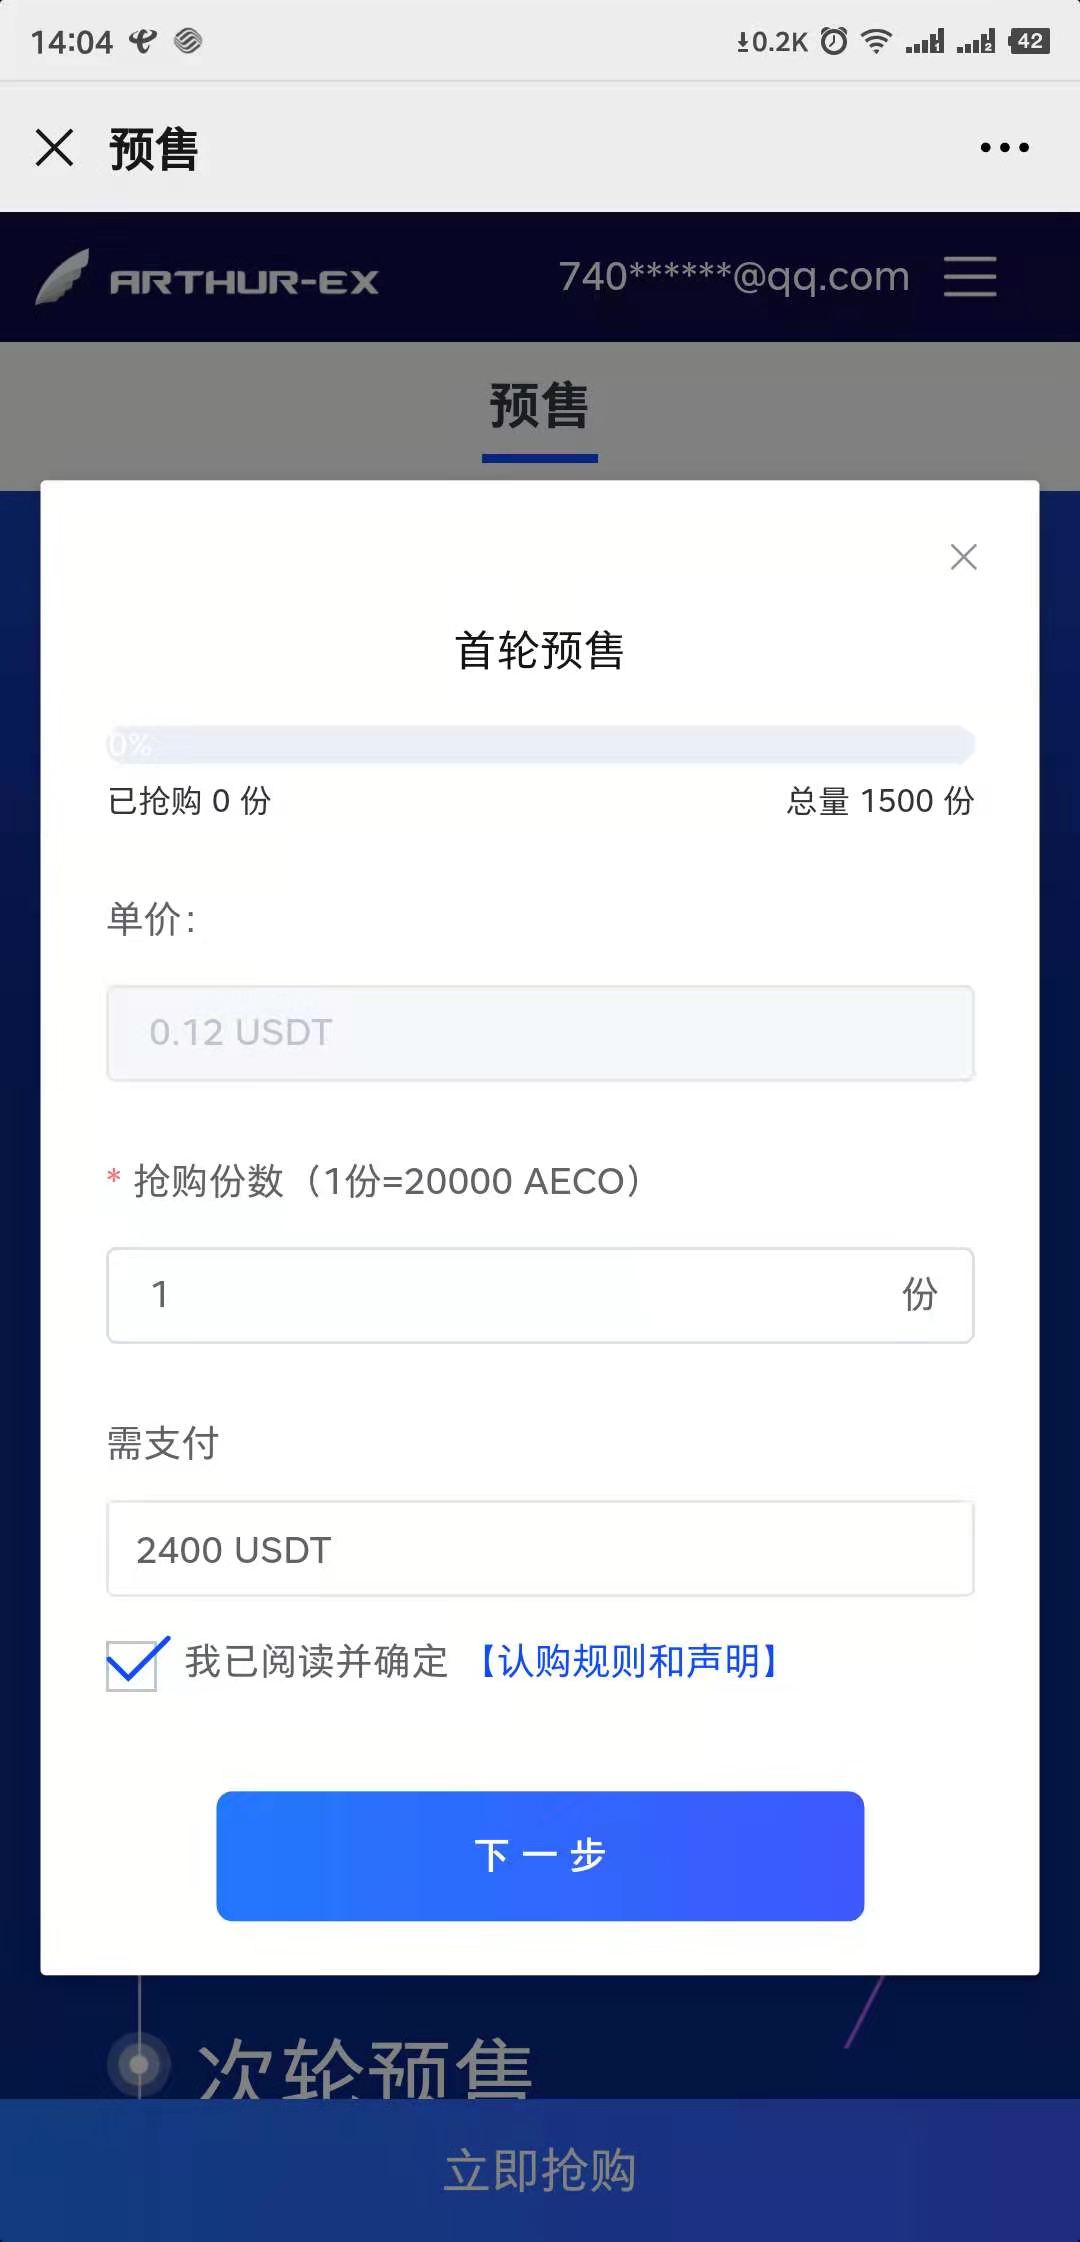 14:04
0.2K
42
预售
ARTHUR-EX
740******@qq.com
预售
首轮预售
0%
已抢购 0 份
总量 1500 份
单价:
0.12 USDT
* 抢购份数（1份=20000 AECO）
1
份
需支付
2400 USDT
我已阅读并确定 【认购规则和声明】
下一步
次轮预售
立即抢购